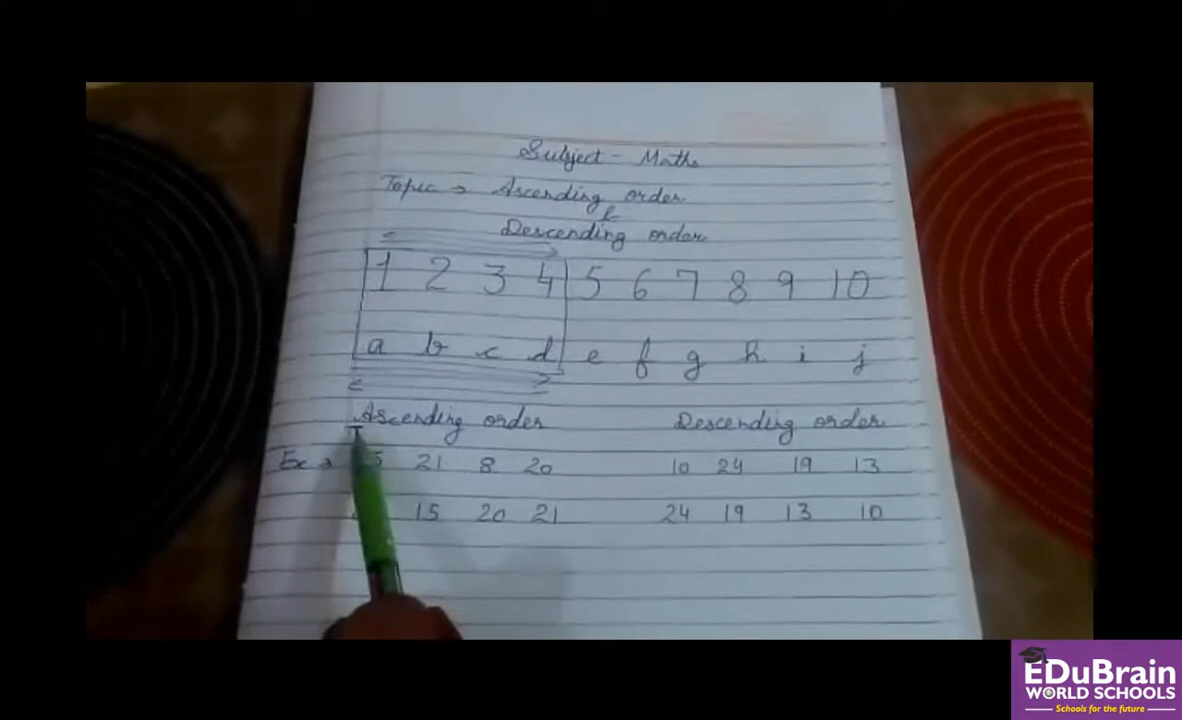 Subject - Maths
Topic → Ascending order
&
Descending order
1 2 3 4 5 6 7 8 9 10
a b c d e f g h i j
Ascending order Descending order
Ex → 21 8 20 10 24 19 13
15 20 21 24 19 13 10
EDuBrain
WORLD SCHOOLS
Schools for the future